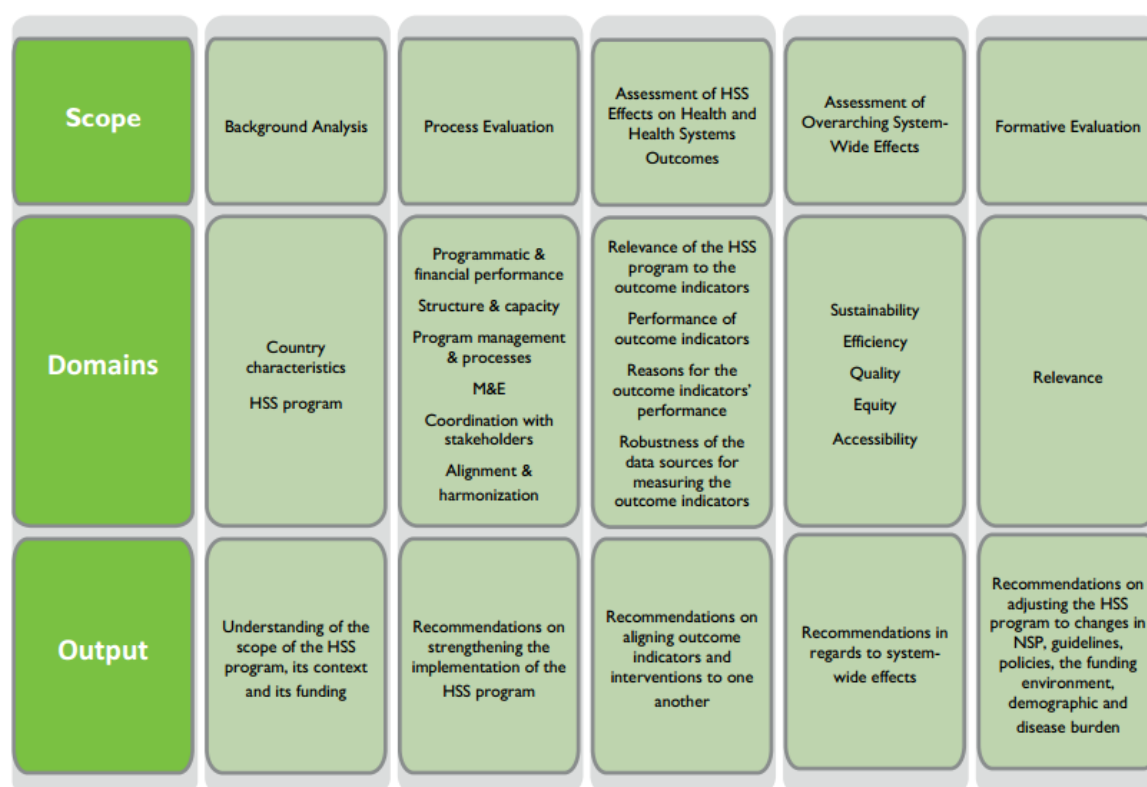 Scope
Background Analysis
Process Evaluation
Assessment of HSS
Effects on Health and
Health Systems
Outcomes
Assessment of
Overarching System-
Wide Effects
Formative Evaluation
Domains
Country
characteristics
HSS program
Programmatic &
financial performance
Structure & capacity
Program management
& processes
M&E
Coordination with
stakeholders
Alignment &
harmonization
Relevance of the HSS
program to the
outcome indicators
Performance of
outcome indicators
Reasons for the
outcome indicators'
performance
Robustness of the
data sources for
measuring the
outcome indicators
Sustainability
Efficiency
Quality
Equity
Accessibility
Relevance
Output
Understanding of the
scope of the HSS
program, its context
and its funding
Recommendations on
strengthening the
implementation of the
HSS program
Recommendations on
aligning outcome
indicators and
interventions to one
another
Recommendations in
regards to system-
wide effects
Recommendations on
adjusting the HSS
program to changes in
NSP, guidelines,
policies, the funding
environment,
demographic and
disease burden